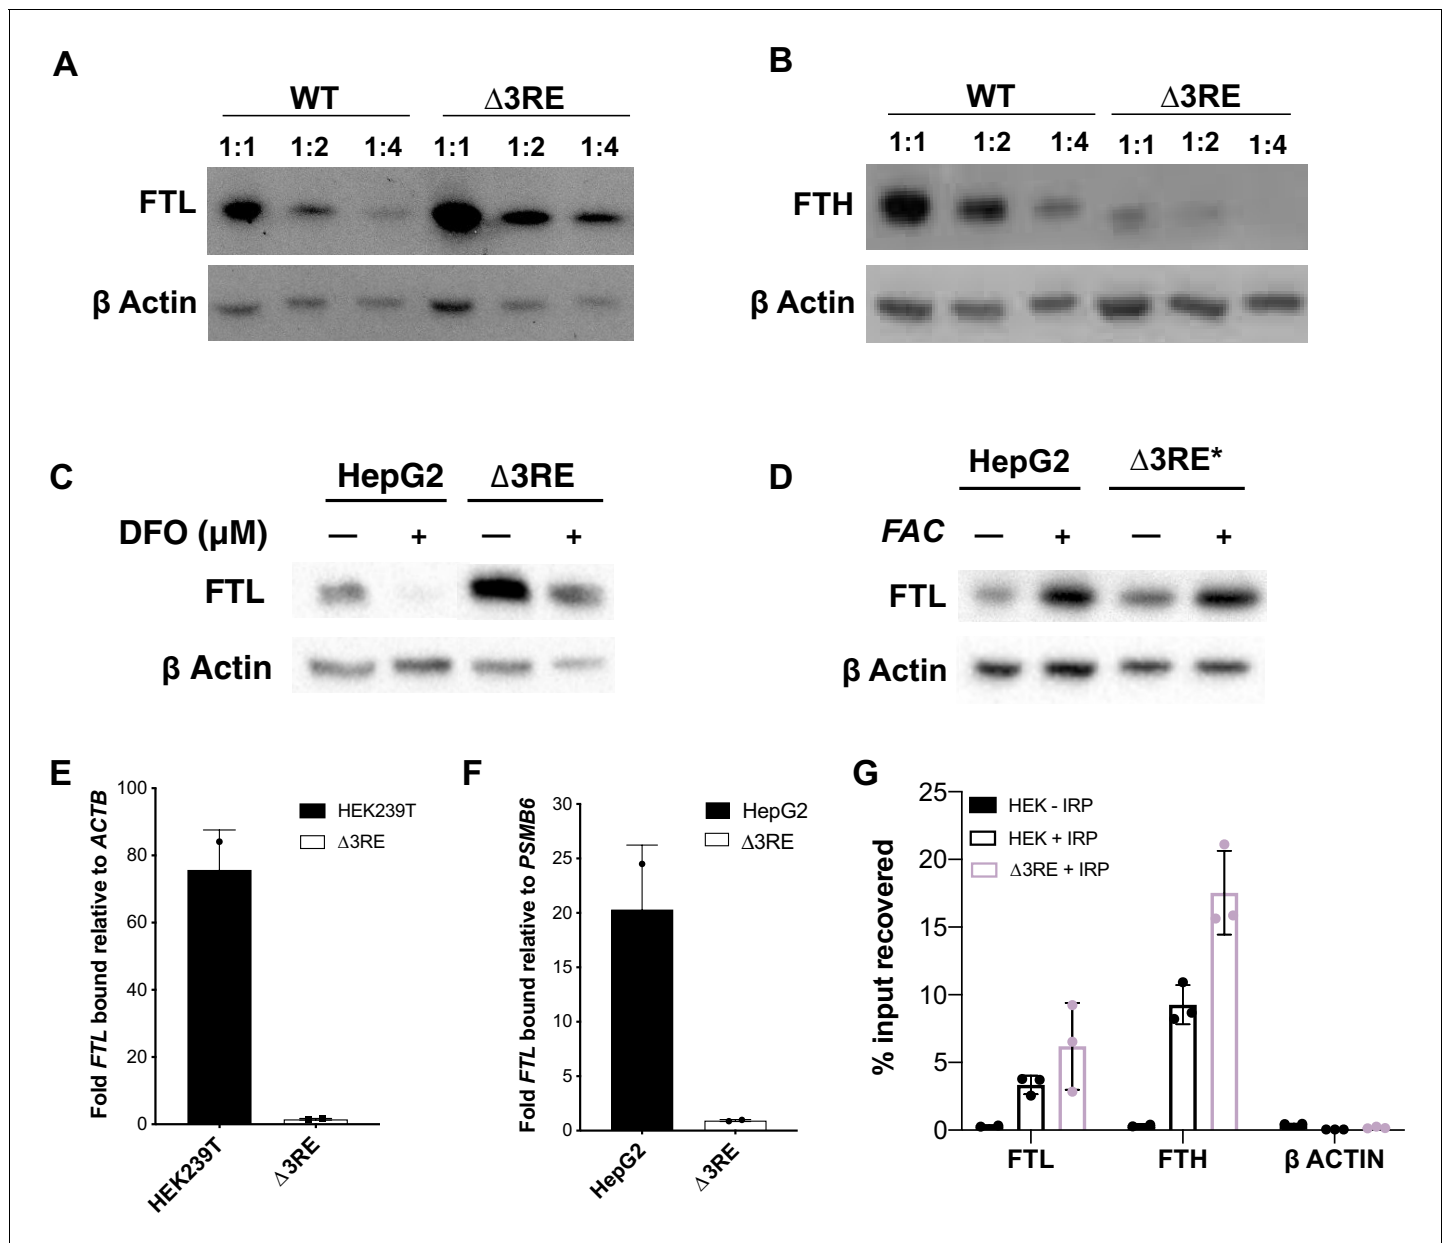 A
WT Δ3RE
1:1 1:2 1:4 1:1 1:2 1:4
FTL
β Actin
B
WT Δ3RE
1:1 1:2 1:4 1:1 1:2 1:4
FTH
β Actin
C
HepG2 Δ3RE
DFO (μM) — + — +
FTL
β Actin
D
HepG2 Δ3RE*
FAC — + — +
FTL
β Actin
E
Fold FTL bound relative to ACTB
100
80
60
40
20
0
HEK239T
Δ3RE
HEK239T
Δ3RE
F
Fold FTL bound relative to PSMB6
30
25
20
15
10
5
0
HepG2
Δ3RE
HepG2
Δ3RE
G
% input recovered
25
20
15
10
5
0
HEK - IRP
HEK + IRP
Δ3RE + IRP
FTL FTH β ACTIN